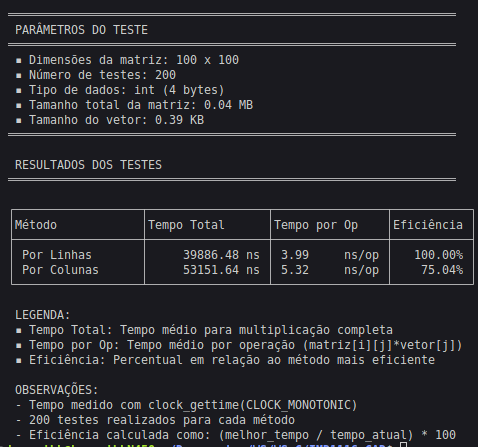 PARÂMETROS DO TESTE
▪ Dimensões da matriz: 100 x 100
▪ Número de testes: 200
▪ Tipo de dados: int (4 bytes)
▪ Tamanho total da matriz: 0.04 MB
▪ Tamanho do vetor: 0.39 KB
RESULTADOS DOS TESTES
Método Tempo Total Tempo por Op Eficiência
Por Linhas 39886.48 ns 3.99 ns/op 100.00%
Por Colunas 53151.64 ns 5.32 ns/op 75.04%
LEGENDA:
▪ Tempo Total: Tempo médio para multiplicação completa
▪ Tempo por Op: Tempo médio por operação (matriz[i][j]*vetor[j])
▪ Eficiência: Percentual em relação ao método mais eficiente
OBSERVAÇÕES:
- Tempo medido com clock_gettime(CLOCK_MONOTONIC)
- 200 testes realizados para cada método
- Eficiência calculada como: (melhor_tempo / tempo_atual) * 100